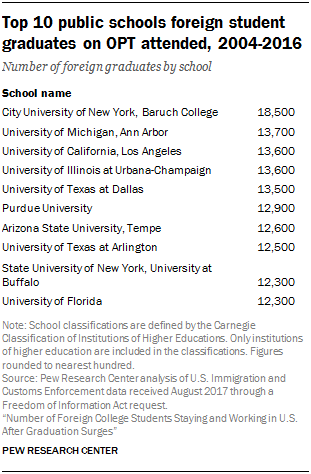 Top 10 public schools foreign student
graduates on OPT attended, 2004-2016
Number of foreign graduates by school
School name
City University of New York, Baruch College 18,500
University of Michigan, Ann Arbor 13,700
University of California, Los Angeles 13,600
University of Illinois at Urbana-Champaign 13,600
University of Texas at Dallas 13,500
Purdue University 12,900
Arizona State University, Tempe 12,600
University of Texas at Arlington 12,500
State University of New York, University at
Buffalo 12,300
University of Florida 12,300
Note: School classifications are defined by the Carnegie
Classification of Institutions of Higher Educations. Only institutions
of higher education are included in the classifications. Figures
rounded to nearest hundred.
Source: Pew Research Center analysis of U.S. Immigration and
Customs Enforcement data received August 2017 through a
Freedom of Information Act request.
“Number of Foreign College Students Staying and Working in U.S.
After Graduation Surges”
PEW RESEARCH CENTER